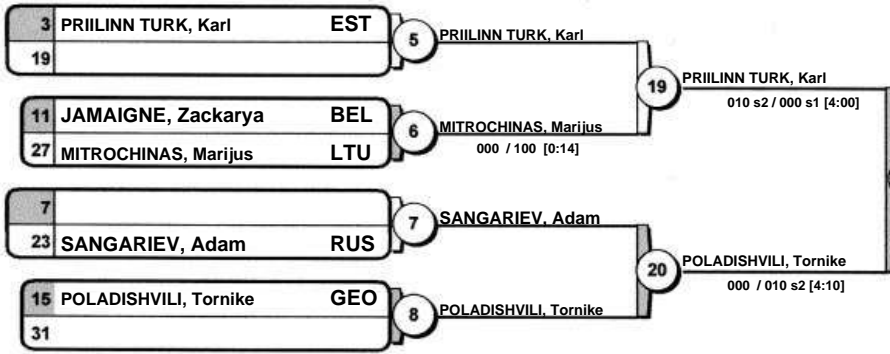 3 PRIILINN TURK, Karl EST
19
5 PRIILINN TURK, Karl
11 JAMAIGNE, Zackarya BEL
27 MITROCHINAS, Marijus LTU
6 MITROCHINAS, Marijus
000 / 100 [0:14]
19 PRIILINN TURK, Karl
010 s2 / 000 s1 [4:00]
7
23 SANGARIEV, Adam RUS
7 SANGARIEV, Adam
15 POLADISHVILI, Tornike GEO
31
8 POLADISHVILI, Tornike
20 POLADISHVILI, Tornike
000 / 010 s2 [4:10]